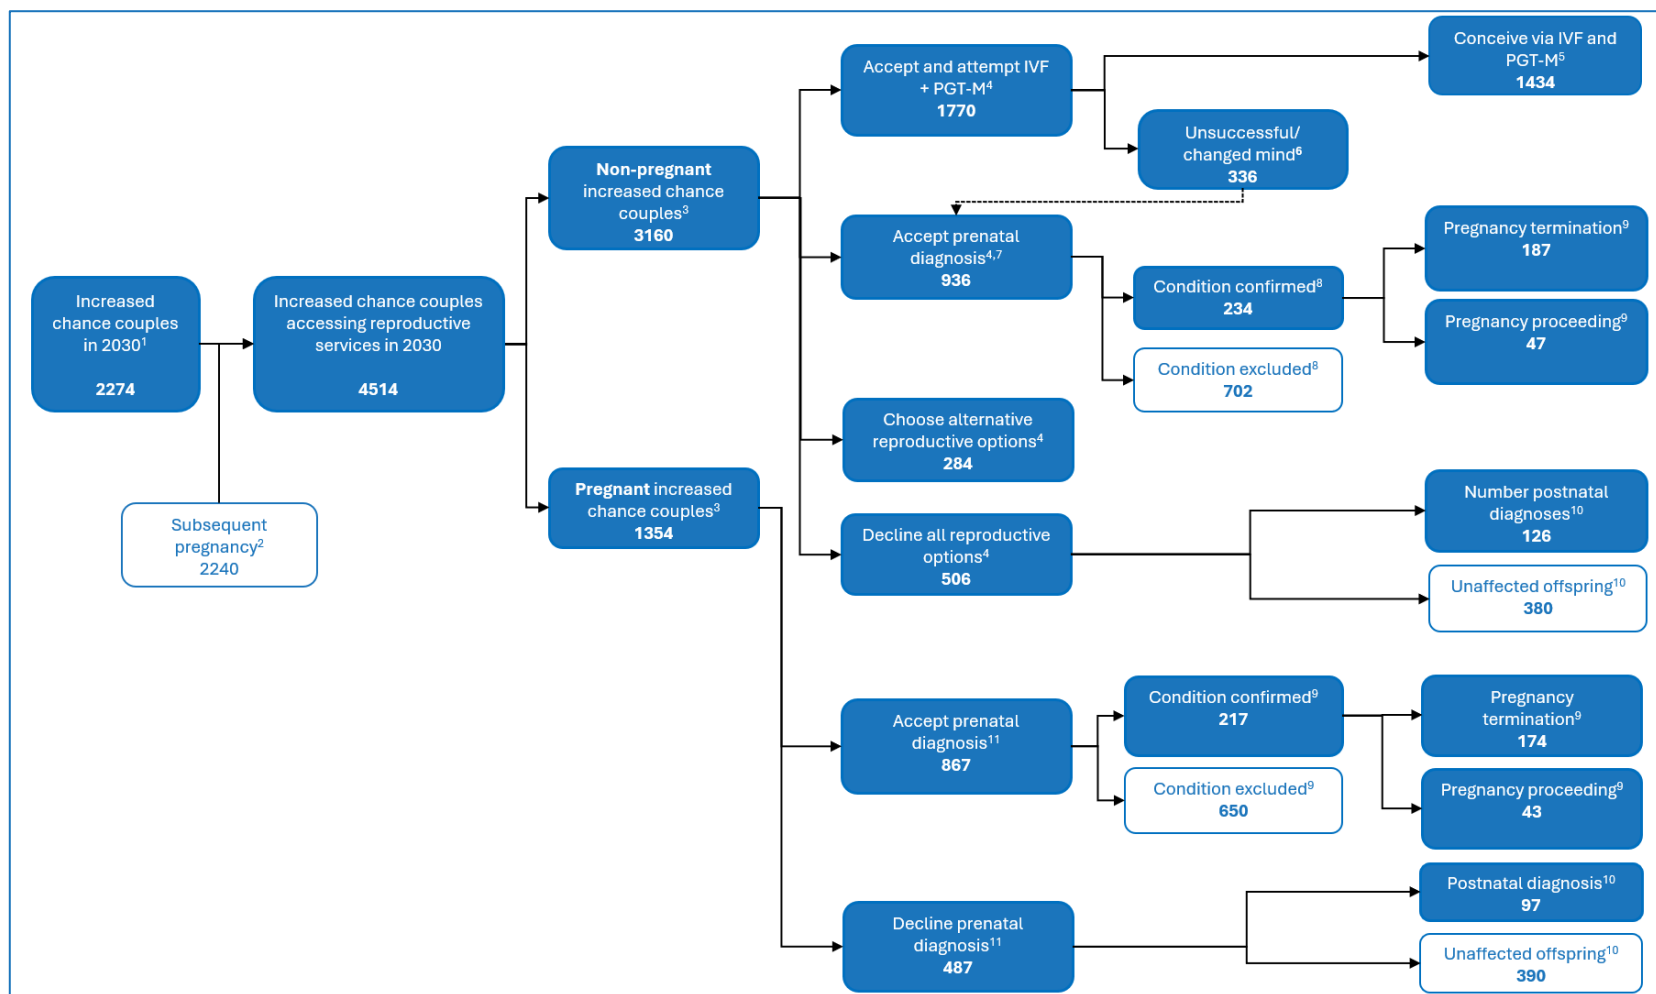 Increased
chance couples
in 2030¹
2274
Subsequent
pregnancy²
2240
Increased chance couples
accessing reproductive
services in 2030
4514
Non-pregnant
increased chance
couples³
3160
Pregnant increased
chance couples³
1354
Accept and attempt IVF
+ PGT-M⁴
1770
Conceive via IVF and
PGT-M⁵
1434
Unsuccessful/
changed mind⁶
336
Accept prenatal
diagnosis⁴,⁷
936
Condition confirmed⁸
234
Condition excluded⁸
702
Pregnancy termination⁹
187
Pregnancy proceeding⁹
47
Choose alternative
reproductive options⁴
284
Decline all reproductive
options⁴
506
Number postnatal
diagnoses¹⁰
126
Unaffected offspring¹⁰
380
Accept prenatal
diagnosis¹¹
867
Condition confirmed⁹
217
Condition excluded⁹
650
Pregnancy
termination⁹
174
Pregnancy proceeding⁹
43
Decline prenatal
diagnosis¹¹
487
Postnatal diagnosis¹⁰
97
Unaffected offspring¹⁰
390